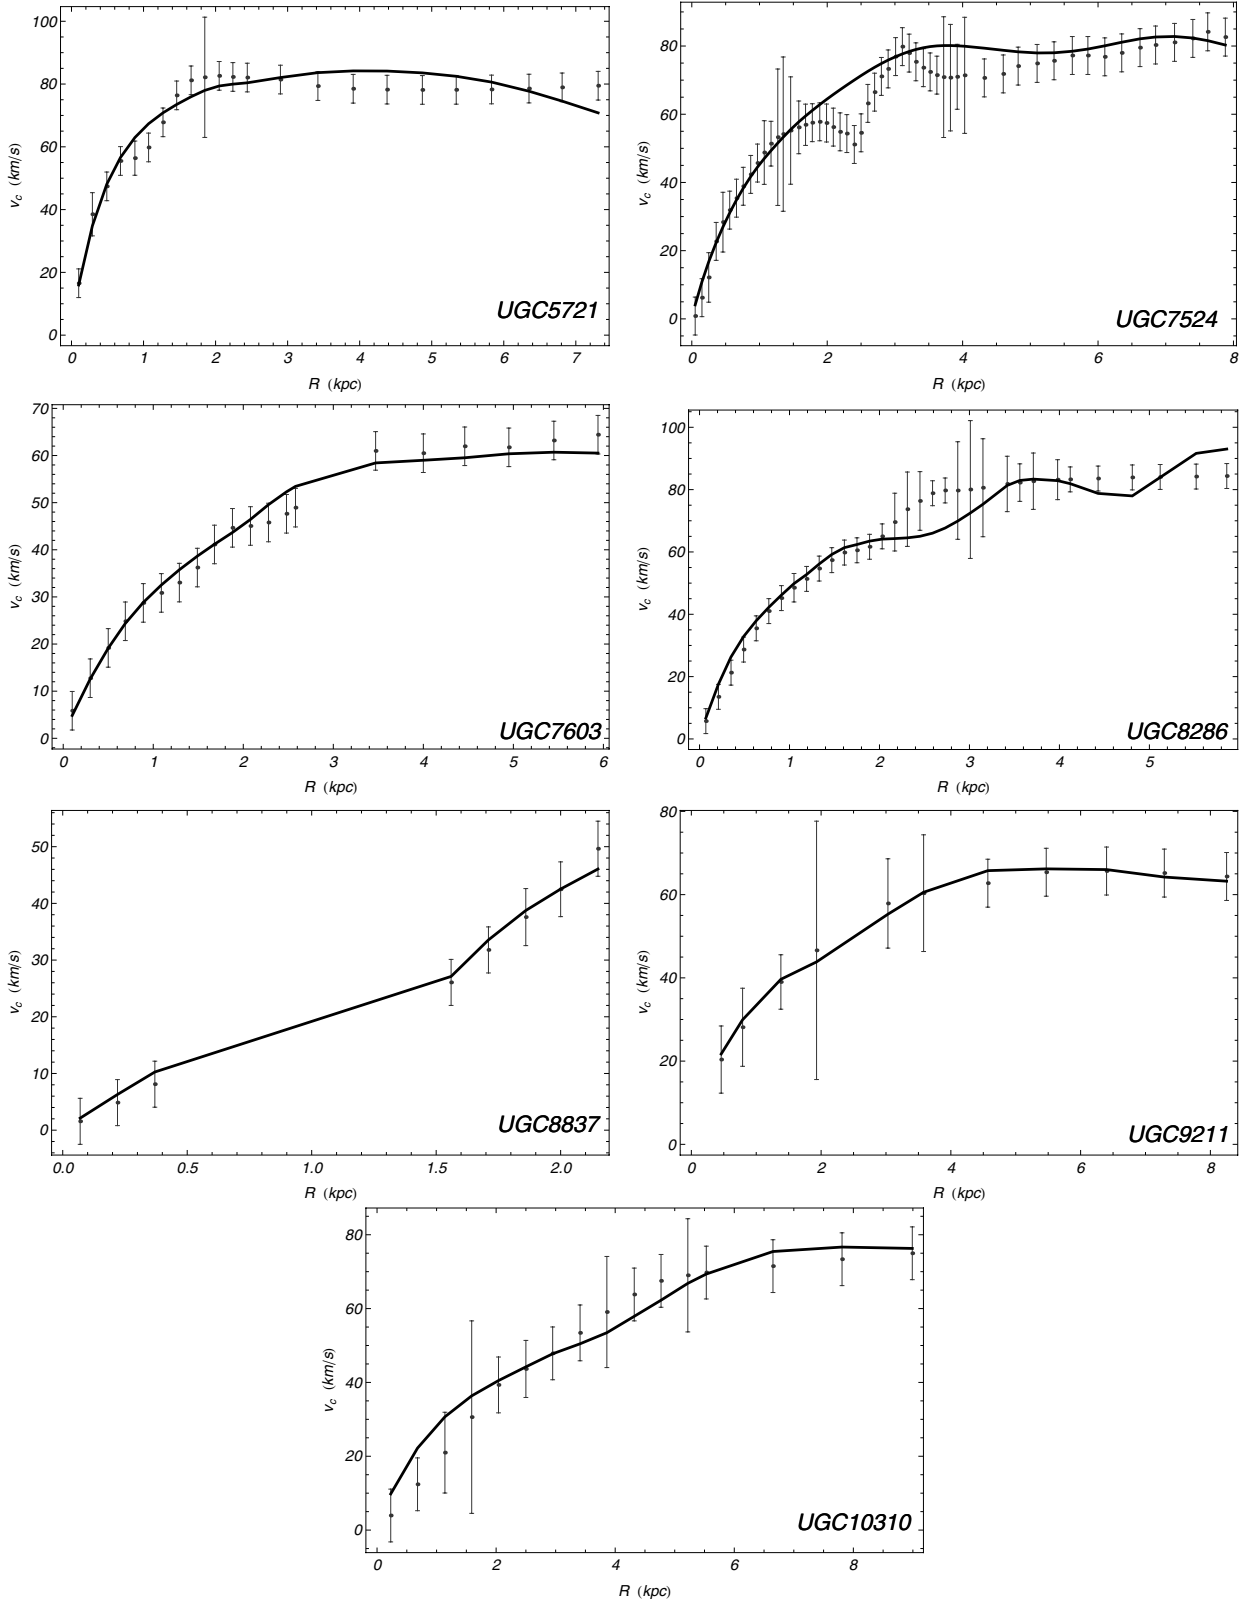 100
80
60
40
20
0
v_c (km/s)
UGC5721
0 1 2 3 4 5 6 7
R (kpc)
80
60
40
20
0
v_c (km/s)
UGC7524
0 2 4 6 8
R (kpc)
70
60
50
40
30
20
10
0
v_c (km/s)
UGC7603
0 1 2 3 4 5 6
R (kpc)
100
80
60
40
20
0
v_c (km/s)
UGC8286
0 1 2 3 4 5
R (kpc)
50
40
30
20
10
0
v_c (km/s)
UGC8837
0.0 0.5 1.0 1.5 2.0
R (kpc)
80
60
40
20
0
v_c (km/s)
UGC9211
0 2 4 6 8
R (kpc)
80
60
40
20
0
v_c (km/s)
UGC10310
0 2 4 6 8
R (kpc)